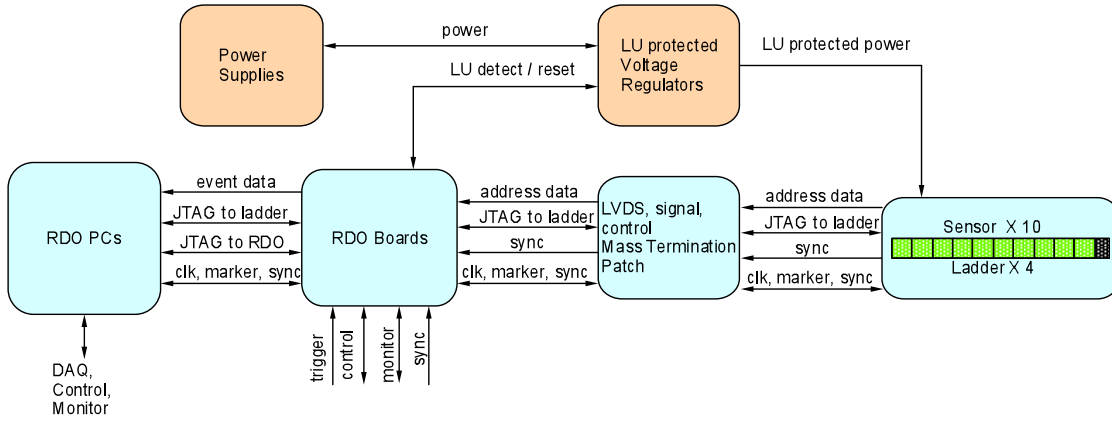 Power
Supplies
power
LU detect / reset
LU protected
Voltage
Regulators
LU protected power
RDO PCs
event data
JTAG to ladder
JTAG to RDO
clk, marker, sync
RDO Boards
address data
JTAG to ladder
sync
clk, marker, sync
LVDS, signal,
control
Mass Termination
Patch
address data
JTAG to ladder
sync
clk, marker, sync
Sensor X 10
Ladder X 4
DAQ,
Control,
Monitor
trigger
control
monitor
sync